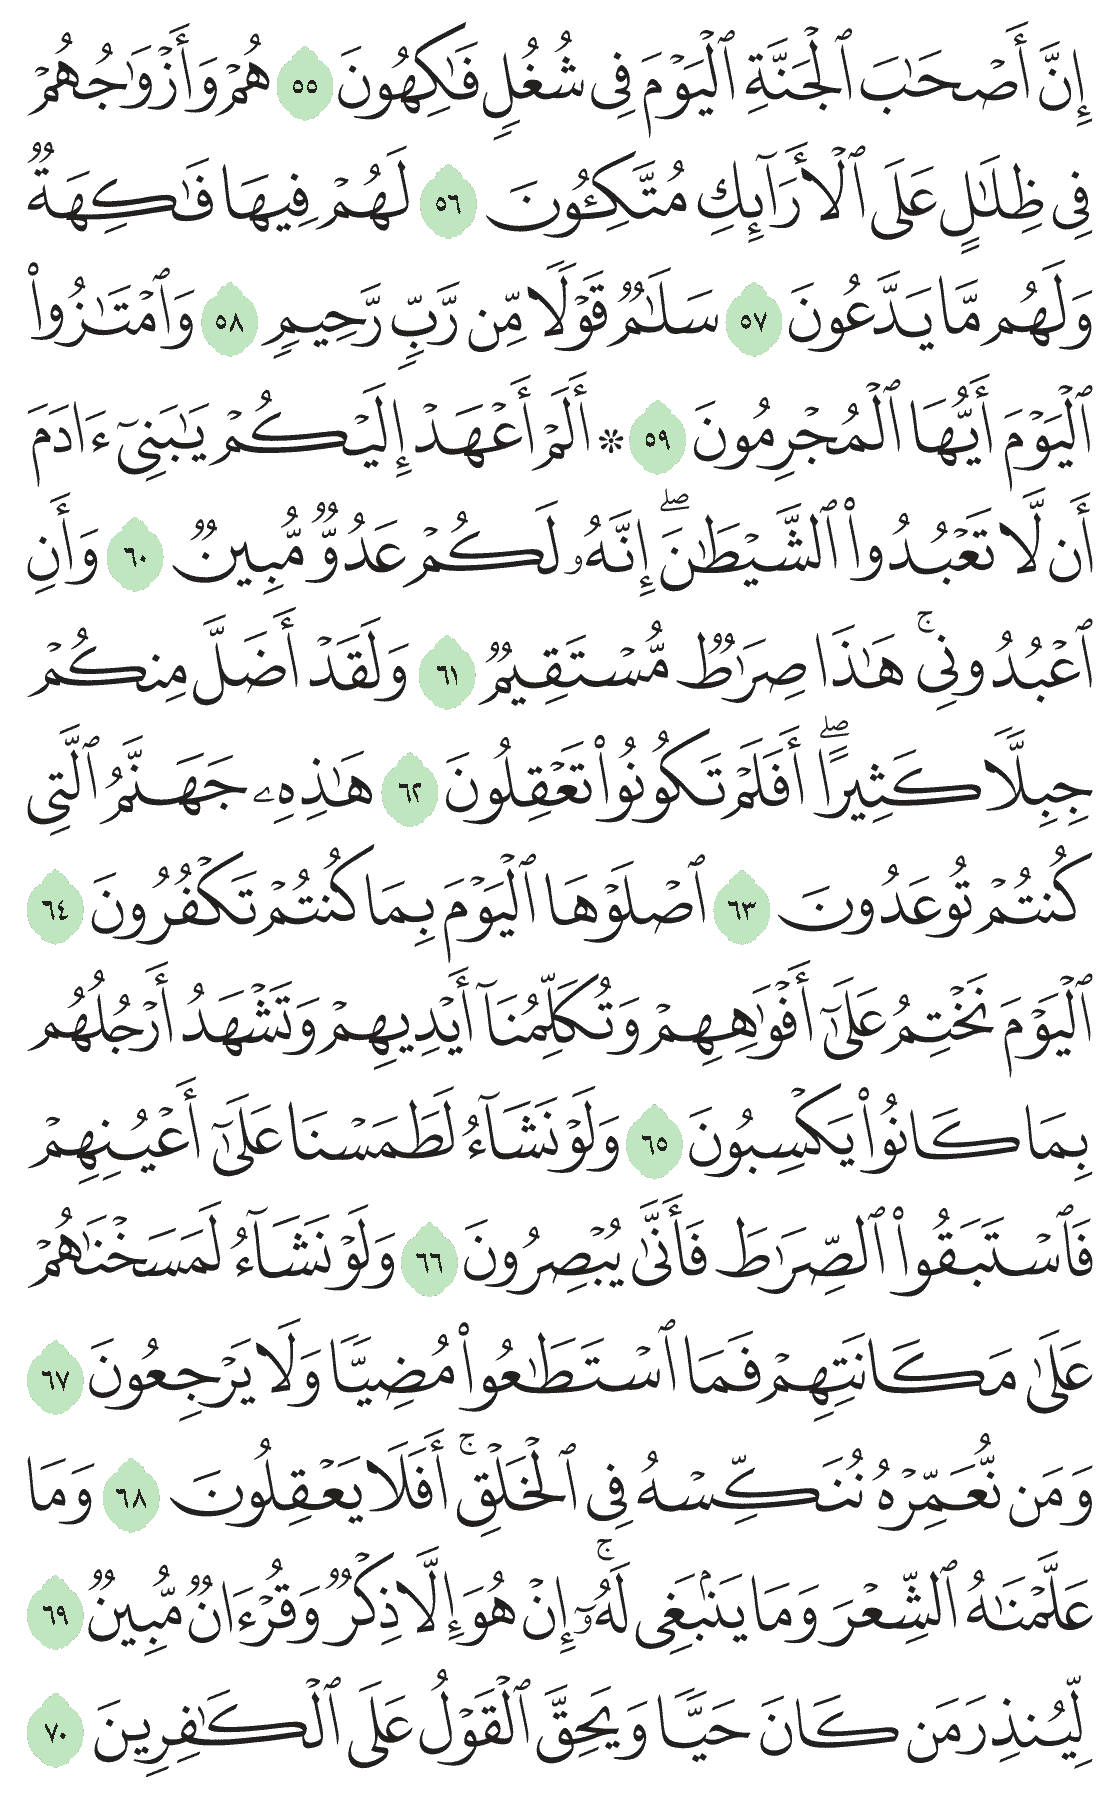 إِنَّ أَصۡحَٰبَ ٱلۡجَنَّةِ ٱلۡيَوۡمَ فِي شُغُلٖ فَٰكِهُونَ ٥٥ هُمۡ وَأَزۡوَٰجُهُمۡ
فِي ظِلَٰلٍ عَلَى ٱلۡأَرَآئِكِ مُتَّكِـُٔونَ ٥٦ لَهُمۡ فِيهَا فَٰكِهَةٞ
وَلَهُم مَّا يَدَّعُونَ ٥٧ سَلَٰمٞ قَوۡلٗا مِّن رَّبّٖ رَّحِيمٖ ٥٨ وَٱمۡتَٰزُواْ
ٱلۡيَوۡمَ أَيُّهَا ٱلۡمُجۡرِمُونَ ٥٩ ۞ أَلَمۡ أَعۡهَدۡ إِلَيۡكُمۡ يَٰبَنِيٓ ءَادَمَ
أَن لَّا تَعۡبُدُواْ ٱلشَّيۡطَٰنَۖ إِنَّهُۥ لَكُمۡ عَدُوّٞ مُّبِينٞ ٦٠ وَأَنِ
ٱعۡبُدُونِيۚ هَٰذَا صِرَٰطٞ مُّسۡتَقِيمٞ ٦١ وَلَقَدۡ أَضَلَّ مِنكُمۡ
جِبِلّٗا كَثِيرًاۖ أَفَلَمۡ تَكُونُواْ تَعۡقِلُونَ ٦٢ هَٰذِهِۦ جَهَنَّمُ ٱلَّتِي
كُنتُمۡ تُوعَدُونَ ٦٣ ٱصۡلَوۡهَا ٱلۡيَوۡمَ بِمَا كُنتُمۡ تَكۡفُرُونَ ٦٤
ٱلۡيَوۡمَ نَخۡتِمُ عَلَىٰٓ أَفۡوَٰهِهِمۡ وَتُكَلِّمُنَآ أَيۡدِيهِمۡ وَتَشۡهَدُ أَرۡجُلُهُم
بِمَا كَانُواْ يَكۡسِبُونَ ٦٥ وَلَوۡ نَشَآءُ لَطَمَسۡنَا عَلَىٰٓ أَعۡيُنِهِمۡ
فَٱسۡتَبَقُواْ ٱلصِّرَٰطَ فَأَنَّىٰ يُبۡصِرُونَ ٦٦ وَلَوۡ نَشَآءُ لَمَسَخۡنَٰهُمۡ
عَلَىٰ مَكَانَتِهِمۡ فَمَا ٱسۡتَطَٰعُواْ مُضِيّٗا وَلَا يَرۡجِعُونَ ٦٧
وَمَن نُّعَمِّرۡهُ نُنَكِّسۡهُ فِي ٱلۡخَلۡقِۚ أَفَلَا يَعۡقِلُونَ ٦٨ وَمَا
عَلَّمۡنَٰهُ ٱلشِّعۡرَ وَمَا يَنۢبَغِي لَهُۥٓۚ إِنۡ هُوَ إِلَّا ذِكۡرٞ وَقُرۡءَانٞ مُّبِينٞ ٦٩
لِّيُنذِرَ مَن كَانَ حَيّٗا وَيَحِقَّ ٱلۡقَوۡلُ عَلَى ٱلۡكَٰفِرِينَ ٧٠